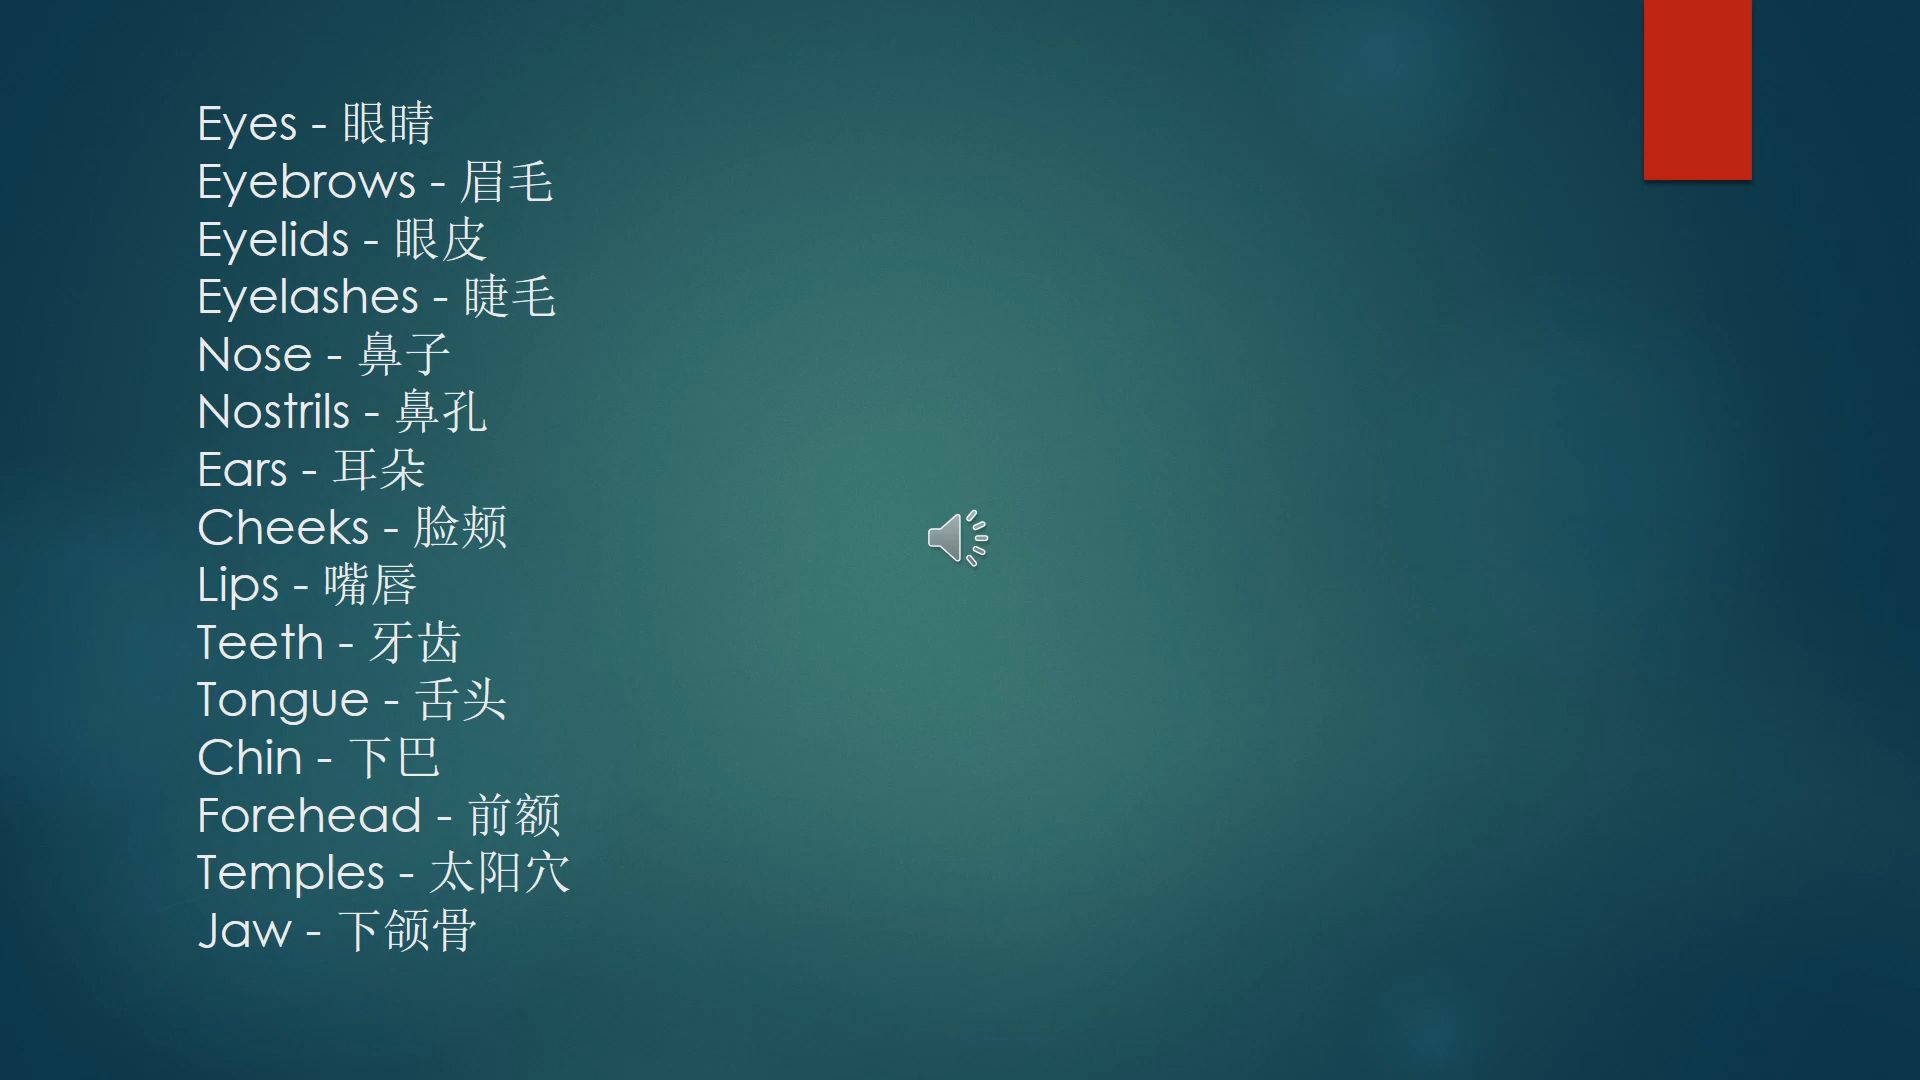 Eyes - 眼睛
Eyebrows - 眉毛
Eyelids - 眼皮
Eyelashes - 睫毛
Nose - 鼻子
Nostrils - 鼻孔
Ears - 耳朵
Cheeks - 脸颊
Lips - 嘴唇
Teeth - 牙齿
Tongue - 舌头
Chin - 下巴
Forehead - 前额
Temples - 太阳穴
Jaw - 下颌骨